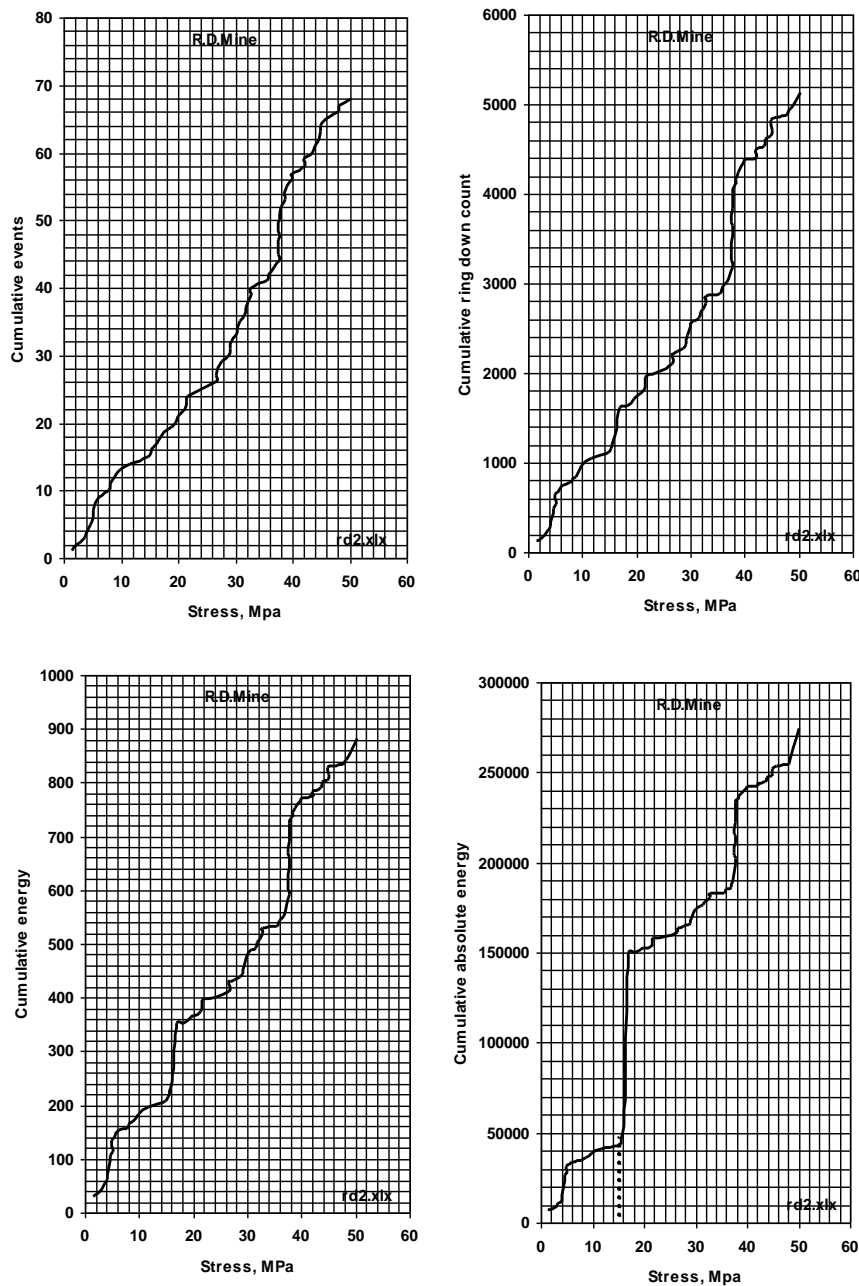 80
70
60
50
40
30
20
10
0
Cumulative events
R.D.Mine
rd2.xlx
0 10 20 30 40 50 60
Stress, Mpa
6000
5000
4000
3000
2000
1000
0
Cumulative ring down count
R.D.Mine
rd2.xlx
0 10 20 30 40 50 60
Stress, MPa
1000
900
800
700
600
500
400
300
200
100
0
Cumulative energy
R.D.Mine
rd2.xlx
0 10 20 30 40 50 60
Stress, MPa
300000
250000
200000
150000
100000
50000
0
Cumulative absolute energy
R.D.Mine
rd2.xlx
0 10 20 30 40 50 60
Stress, MPa